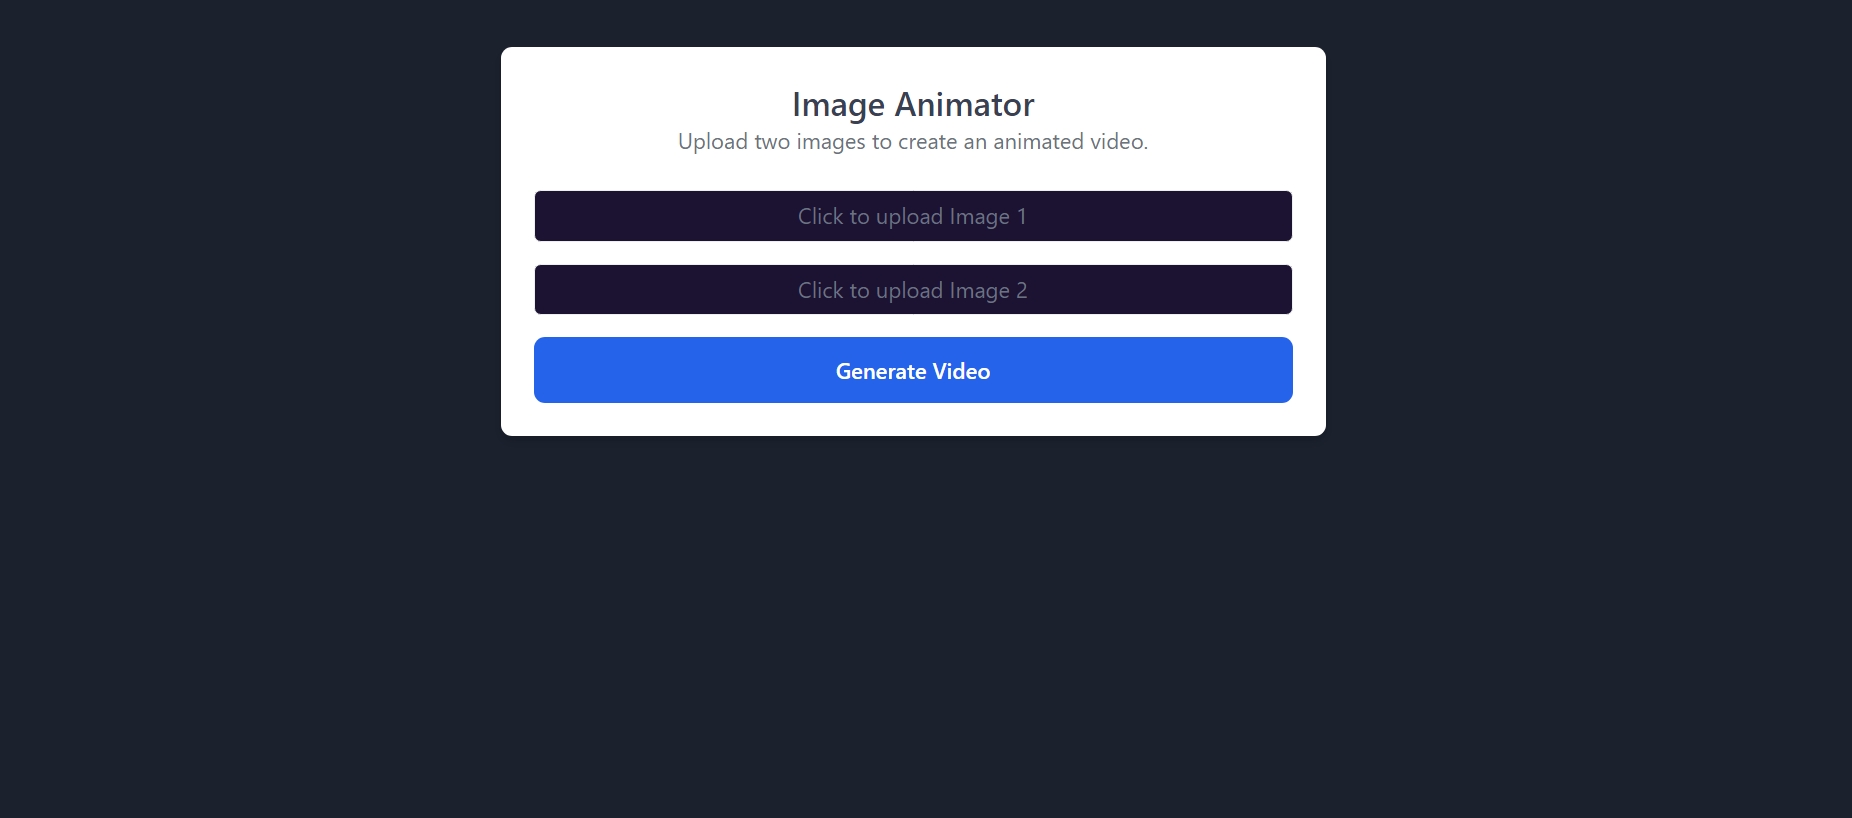 Image Animator
Upload two images to create an animated video.
Click to upload Image 1
Click to upload Image 2
Generate Video